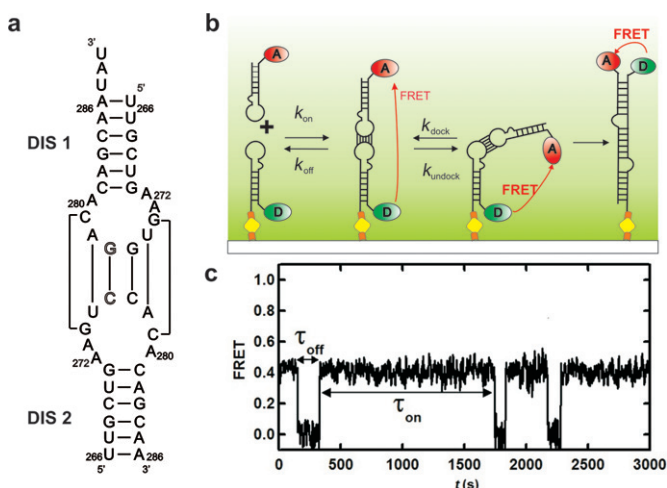 a
3'
U
A
U 5'
286 A U 266
A U
C G
G C
DIS 1
A U
C G
A A 272
280 C A G
A G G U
U C C A
G C
A A 280
272 A
G C
U A
DIS 2
C G
G C
U A
266 U A 286
5' 3'
b
A
A
FRET
A
D
k on
k off
FRET
k dock
k undock
A
FRET
D
D
D
c
FRET
1.0
0.8
0.6
0.4
0.2
0.0
τ off
τ on
0 500 1000 1500 2000 2500 3000
t (s)